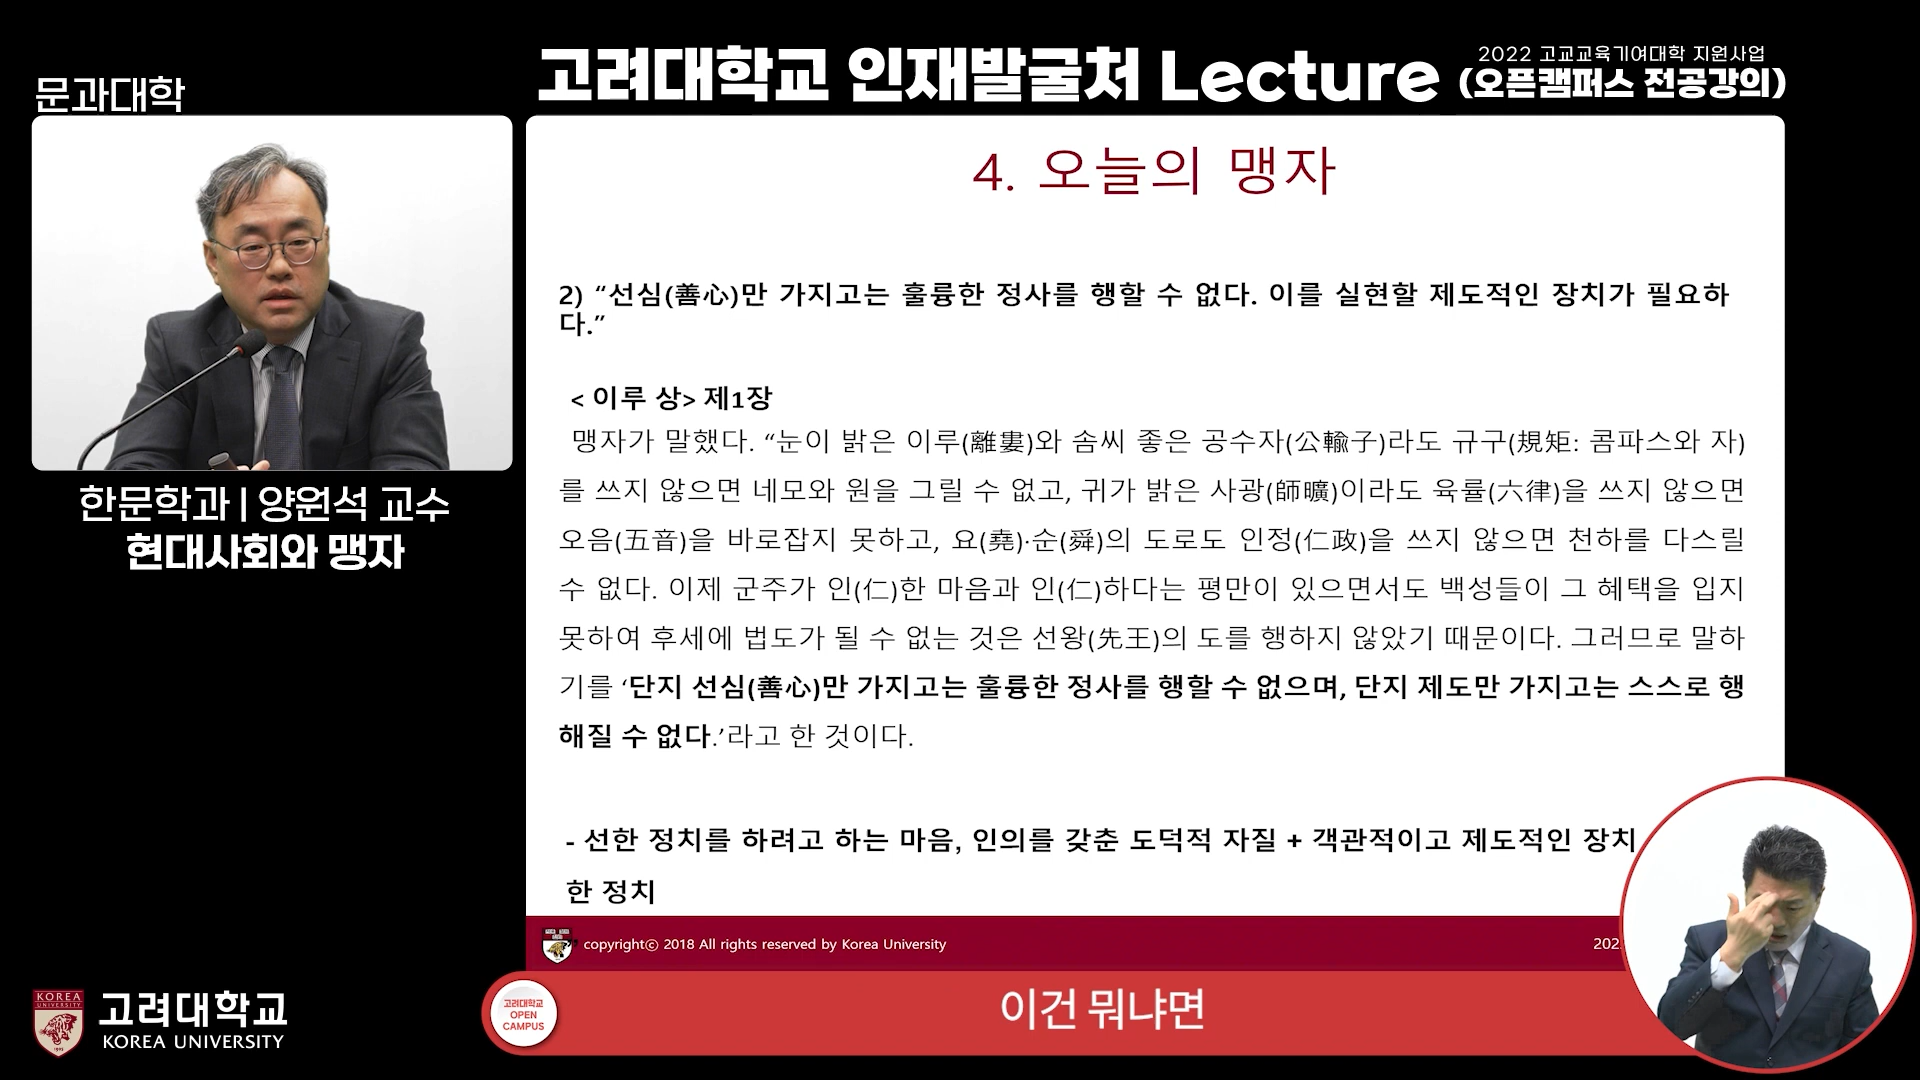 문과대학
고려대학교 인재발굴처 Lecture
2022 고교교육기여대학 지원사업
(오픈캠퍼스 전공강의)
한문학과 | 양원석 교수
현대사회와 맹자
4. 오늘의 맹자
2) “선심(善心)만 가지고는 훌륭한 정사를 행할 수 없다. 이를 실현할 제도적인 장치가 필요하
다.”
< 이루 상> 제1장
맹자가 말했다. “눈이 밝은 이루(離婁)와 솜씨 좋은 공수자(公輸子)라도 규구(規矩: 콤파스와 자)
를 쓰지 않으면 네모와 원을 그릴 수 없고, 귀가 밝은 사광(師曠)이라도 육률(六律)을 쓰지 않으면
오음(五音)을 바로잡지 못하고, 요(堯)·순(舜)의 도로도 인정(仁政)을 쓰지 않으면 천하를 다스릴
수 없다. 이제 군주가 인(仁)한 마음과 인(仁)하다는 평만이 있으면서도 백성들이 그 혜택을 입지
못하여 후세에 법도가 될 수 없는 것은 선왕(先王)의 도를 행하지 않았기 때문이다. 그러므로 말하
기를 ‘단지 선심(善心)만 가지고는 훌륭한 정사를 행할 수 없으며, 단지 제도만 가지고는 스스로 행
해질 수 없다.’라고 한 것이다.
- 선한 정치를 하려고 하는 마음, 인의를 갖춘 도덕적 자질 + 객관적이고 제도적인 장치
한 정치
copyright© 2018 All rights reserved by Korea University
202
고려대학교
OPEN
CAMPUS
이건 뭐냐면
KOREA
UNIVERSITY
1905
고려대학교
KOREA UNIVERSITY